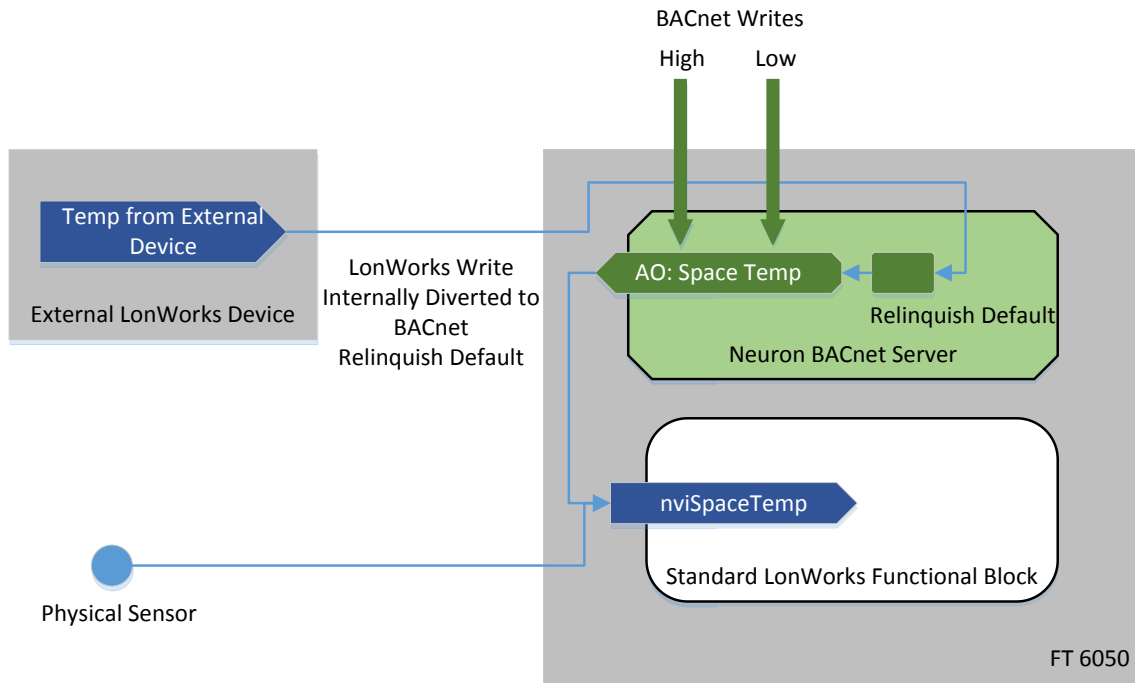 BACnet Writes
High
Low
Temp from External
Device
External LonWorks Device
LonWorks Write
Internally Diverted to
BACnet
Relinquish Default
AO: Space Temp
Relinquish Default
Neuron BACnet Server
nviSpaceTemp
Standard LonWorks Functional Block
Physical Sensor
FT 6050